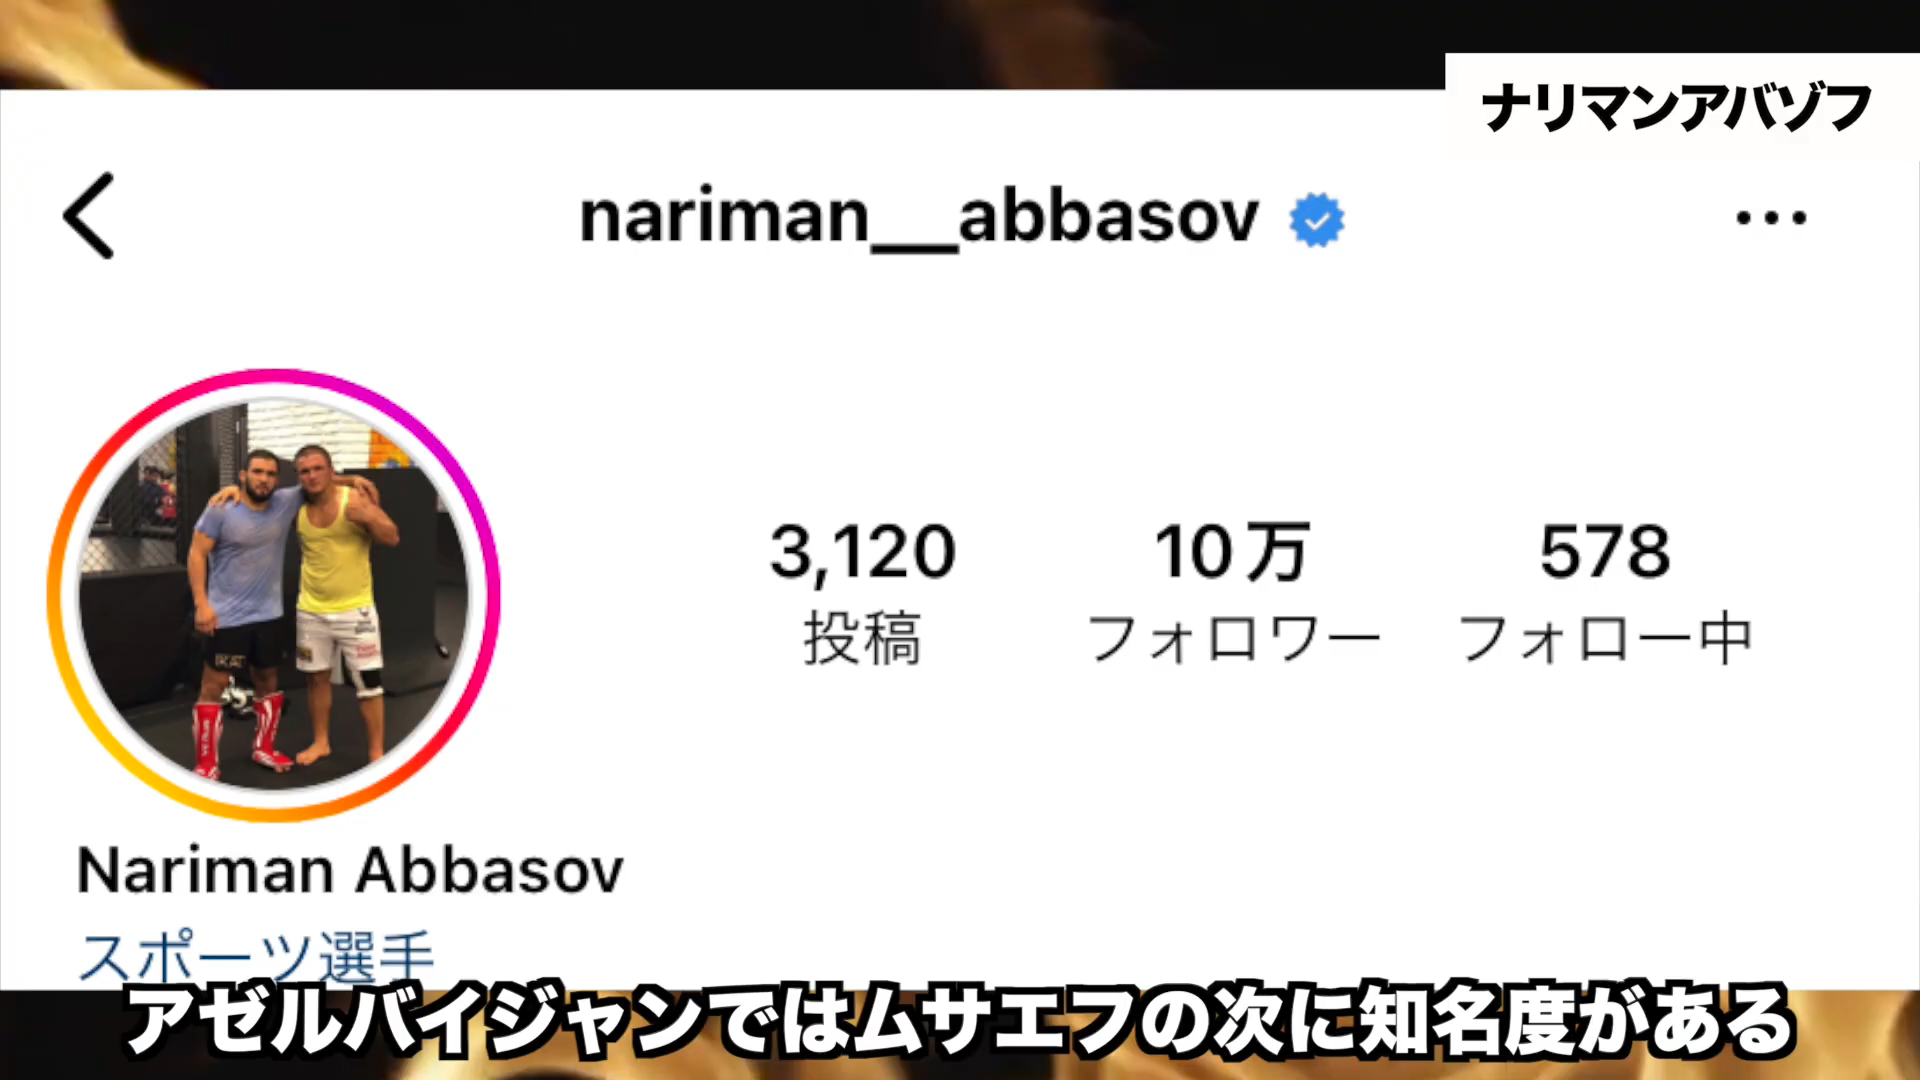 ナリマンアバゾフ
nariman__abbasov
3,120 10万 578
投稿 フォロワー フォロー中
Nariman Abbasov
スポーツ選手
アゼルバイジャンではムサエフの次に知名度がある